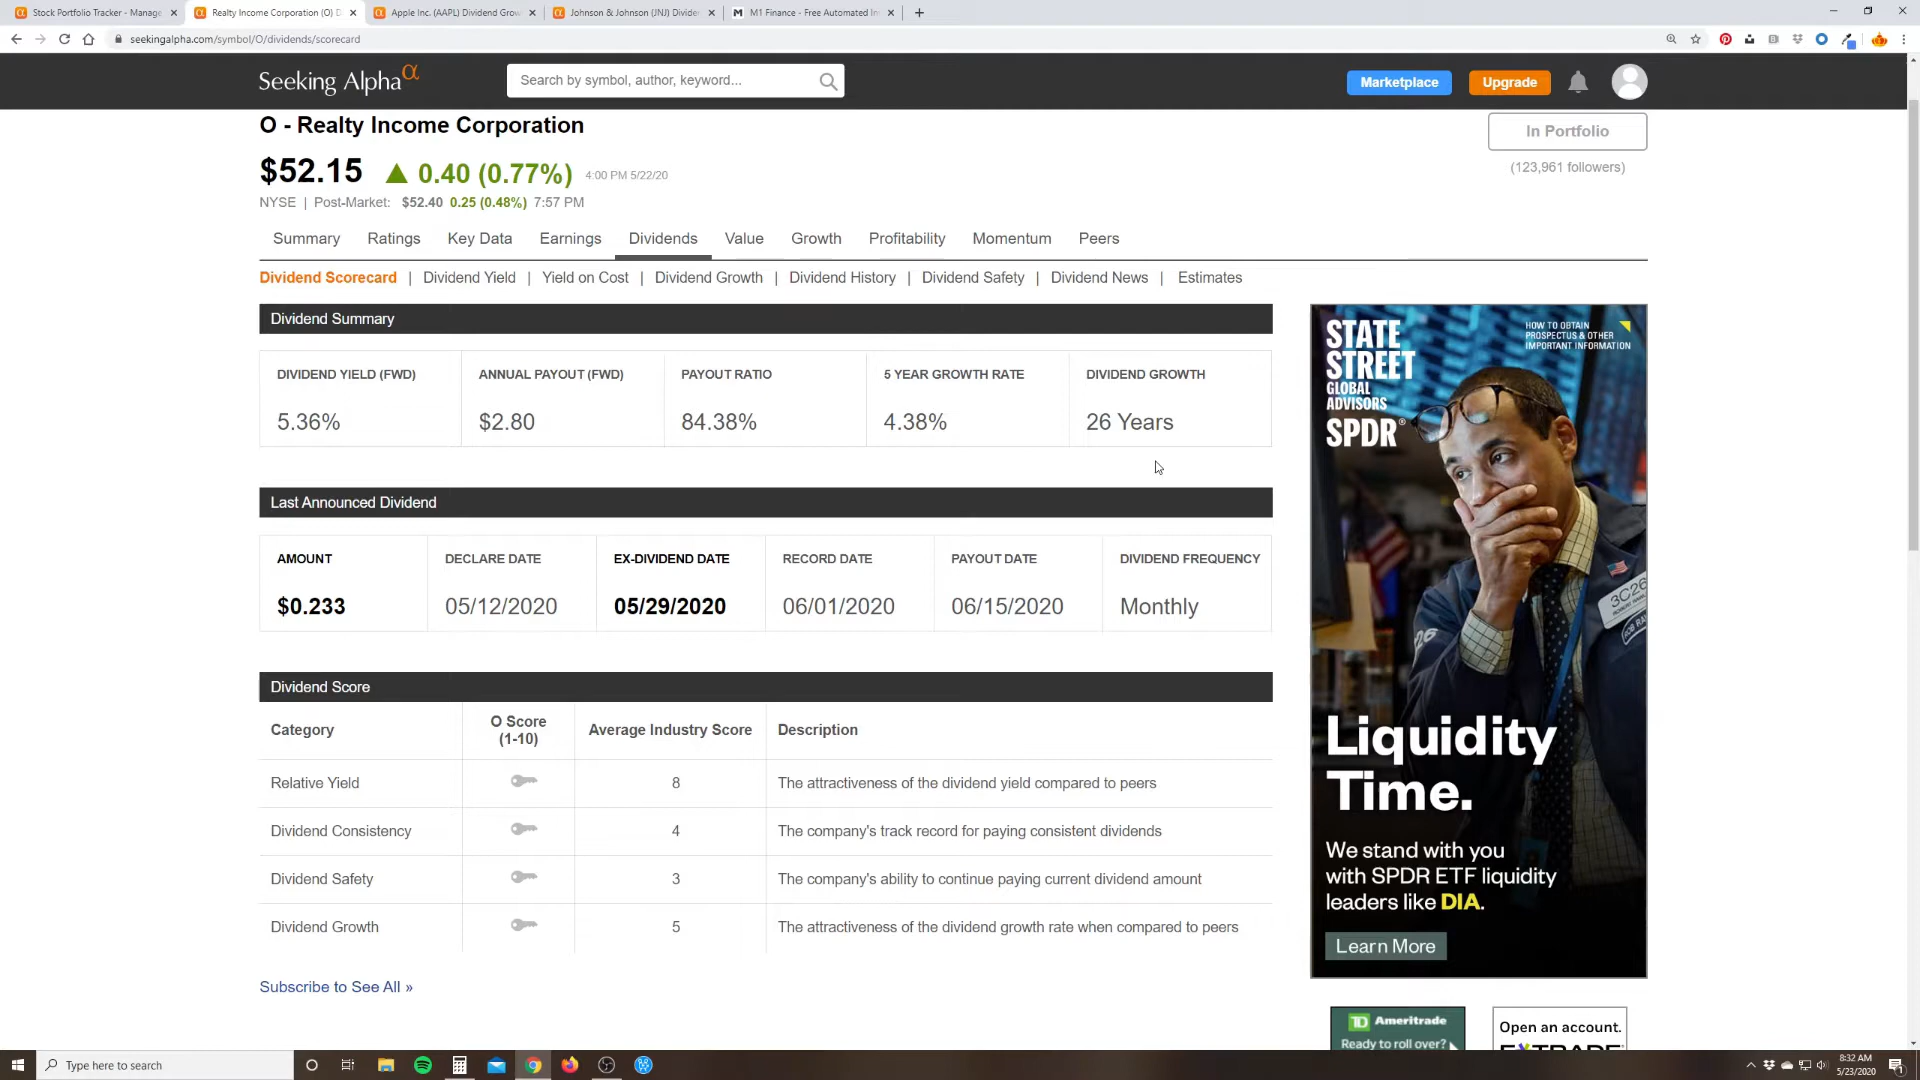 Stock Portfolio Tracker - Manage
Realty Income Corporation (O) D
Apple Inc. (AAPL) Dividend Grow
Johnson & Johnson (JNJ) Divide
M1 Finance - Free Automated In
seekingalpha.com/symbol/O/dividends/scorecard
Seeking Alpha α
Search by symbol, author, keyword...
Marketplace
Upgrade
O - Realty Income Corporation
In Portfolio
$52.15 ▲ 0.40 (0.77%) 4:00 PM 5/22/20
(123,961 followers)
NYSE | Post-Market: $52.40 0.25 (0.48%) 7:57 PM
Summary Ratings Key Data Earnings Dividends Value Growth Profitability Momentum Peers
Dividend Scorecard | Dividend Yield | Yield on Cost | Dividend Growth | Dividend History | Dividend Safety | Dividend News | Estimates
Dividend Summary
DIVIDEND YIELD (FWD) ANNUAL PAYOUT (FWD) PAYOUT RATIO 5 YEAR GROWTH RATE DIVIDEND GROWTH
5.36% $2.80 84.38% 4.38% 26 Years
Last Announced Dividend
AMOUNT DECLARE DATE EX-DIVIDEND DATE RECORD DATE PAYOUT DATE DIVIDEND FREQUENCY
$0.233 05/12/2020 05/29/2020 06/01/2020 06/15/2020 Monthly
Dividend Score
Category O Score (1-10) Average Industry Score Description
Relative Yield 8 The attractiveness of the dividend yield compared to peers
Dividend Consistency 4 The company's track record for paying consistent dividends
Dividend Safety 3 The company's ability to continue paying current dividend amount
Dividend Growth 5 The attractiveness of the dividend growth rate when compared to peers
Subscribe to See All »
STATE
STREET
GLOBAL
ADVISORS
SPDR®
HOW TO OBTAIN
PROSPECTUS & OTHER
IMPORTANT INFORMATION
3C26
Liquidity
Time.
We stand with you
with SPDR ETF liquidity
leaders like DIA.
Learn More
TD Ameritrade
Ready to roll over?
Open an account.
E*TRADE
Type here to search
8:32 AM
5/23/2020